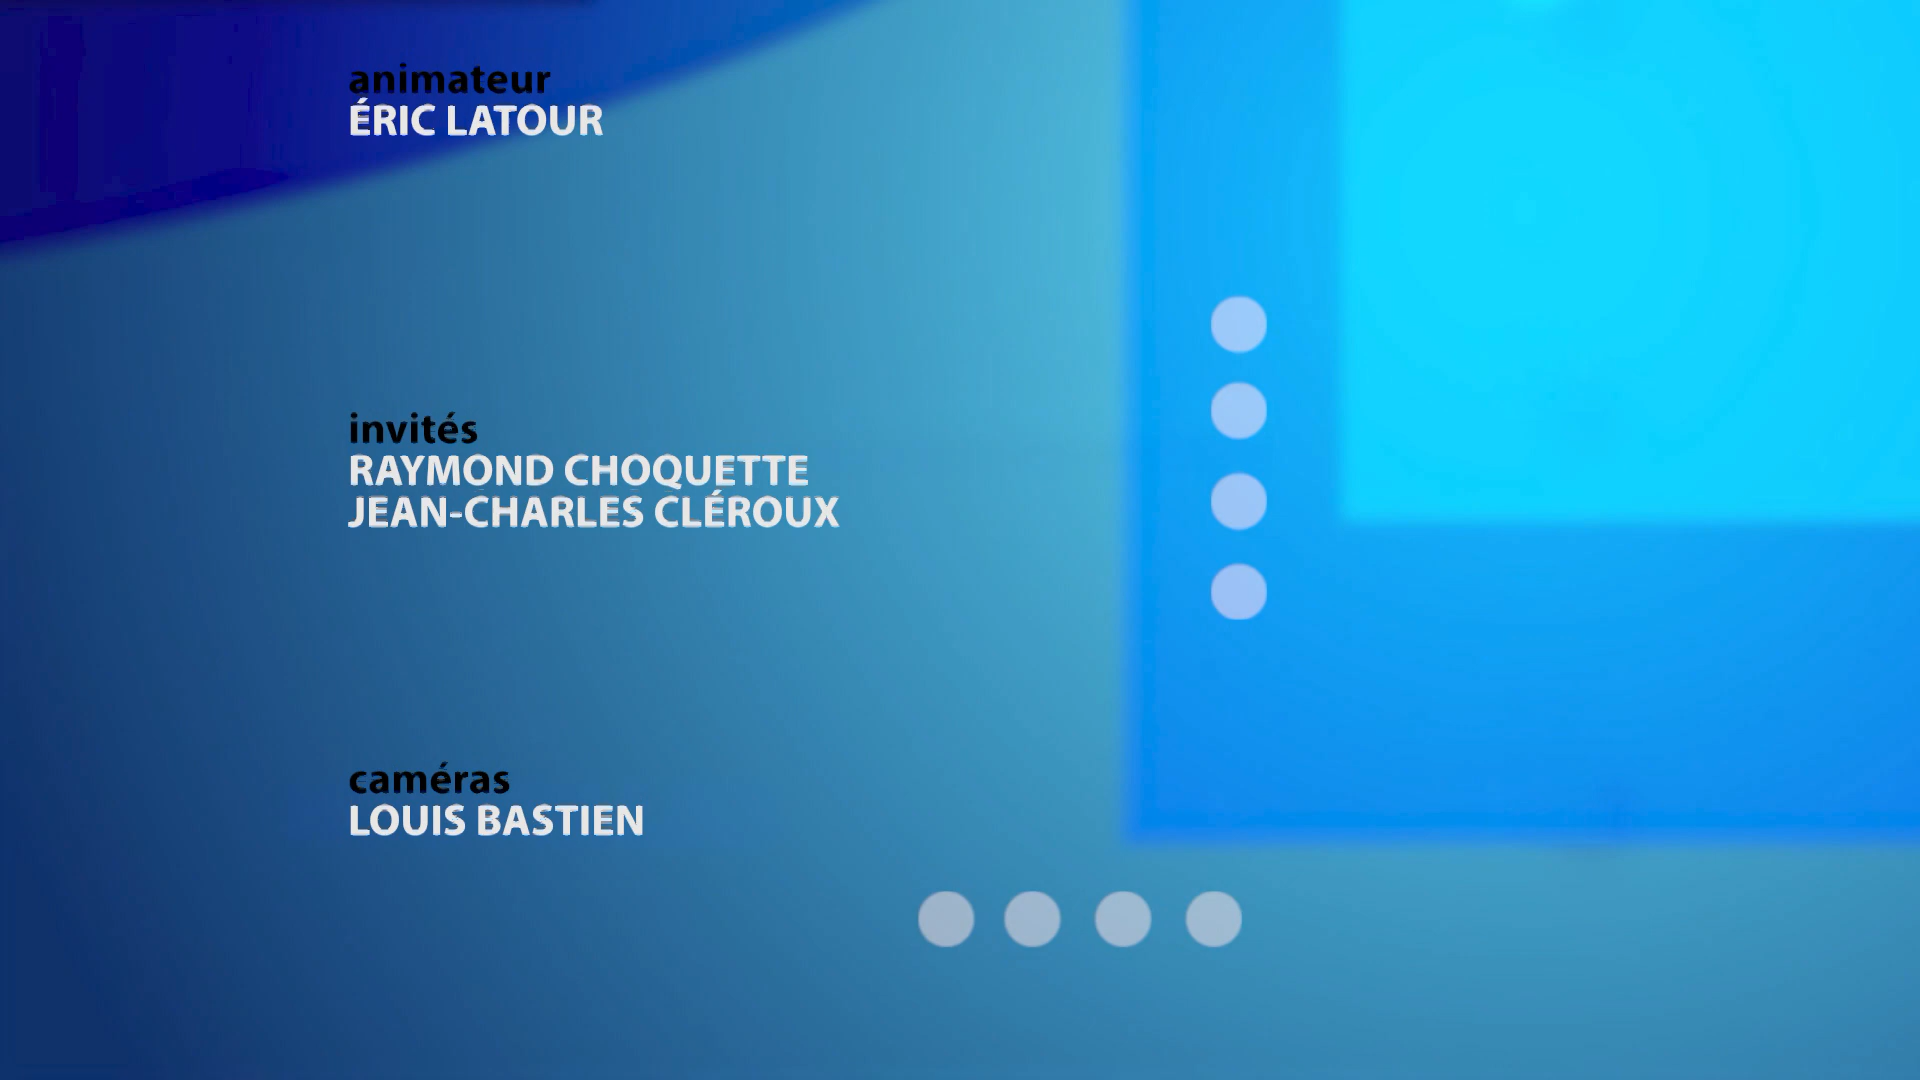 animateur
ÉRIC LATOUR
invités
RAYMOND CHOQUETTE
JEAN-CHARLES CLÉROUX
caméras
LOUIS BASTIEN